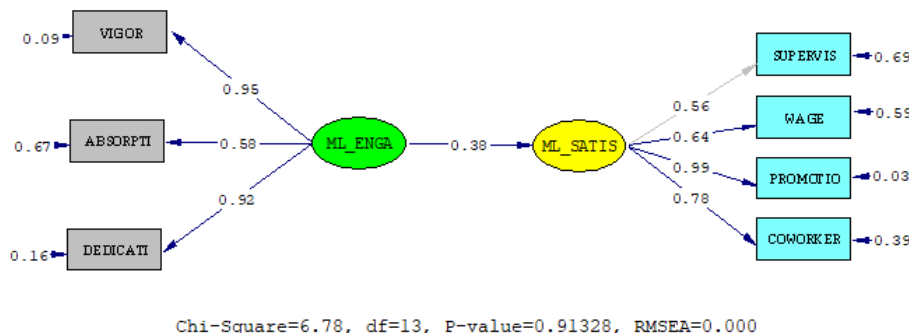 0.09 VIGOR
0.95
0.67 ABSORPTI 0.58 ML_ENGA 0.38 ML_SATIS
0.92
0.16 DEDICATI
0.56 SUPERVIS 0.69
0.64 WAGE 0.59
0.99 PROMOTIO 0.03
0.78 COWORKER 0.39
Chi-Square=6.78, df=13, P-value=0.91328, RMSEA=0.000